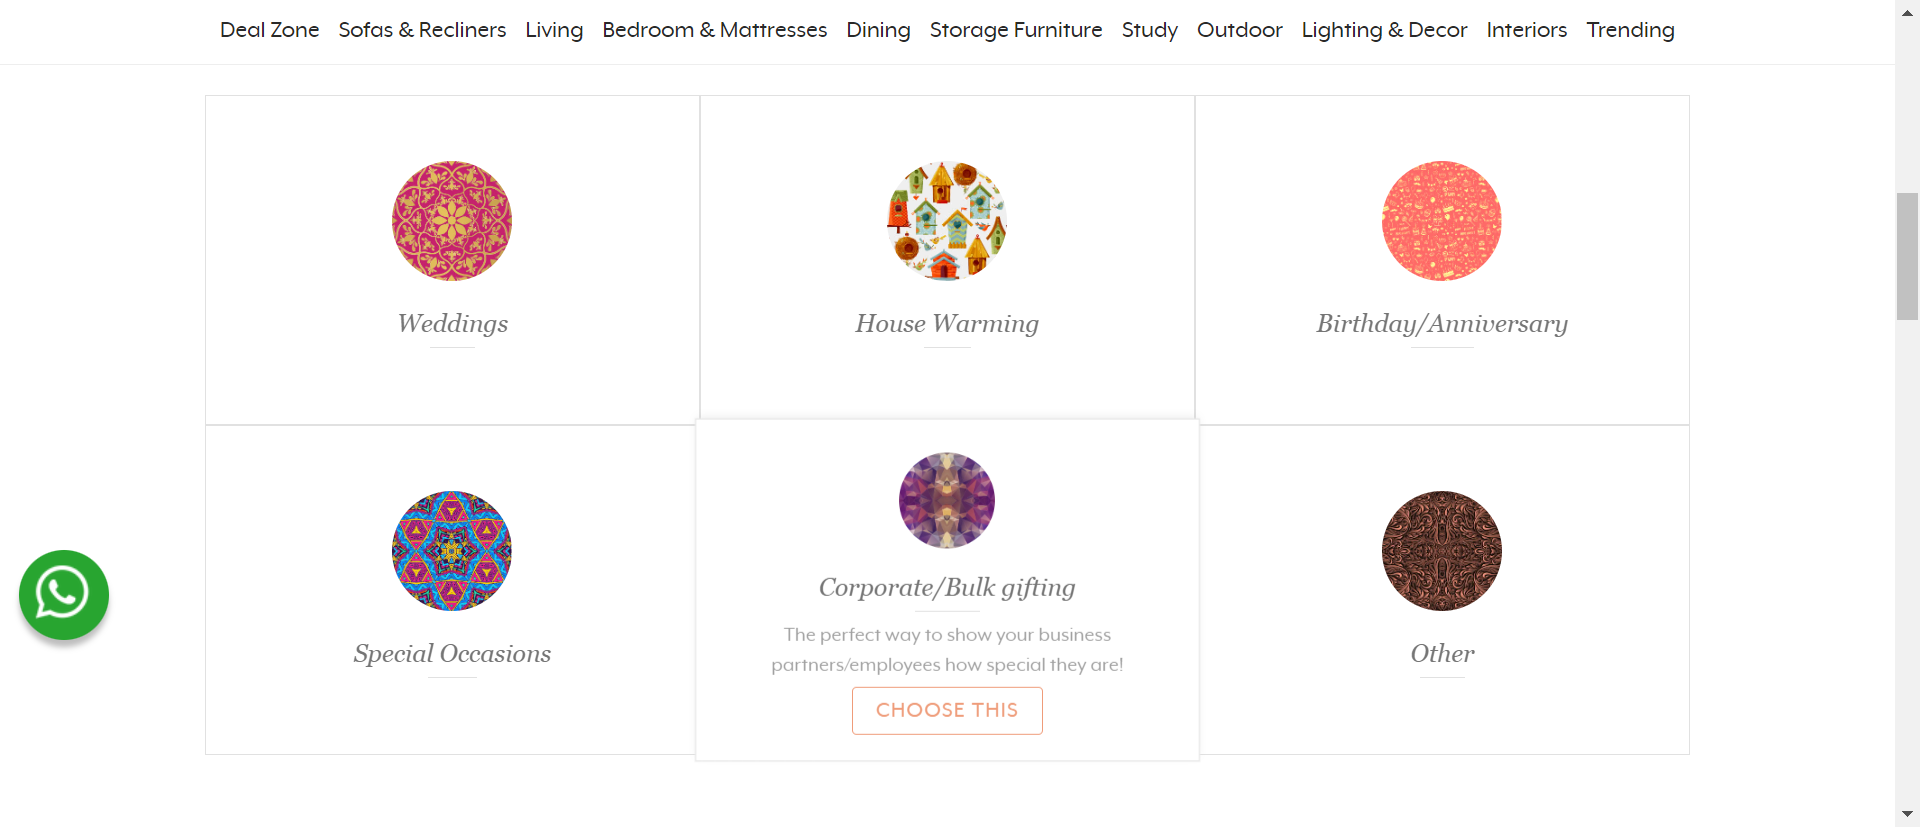 Deal Zone Sofas & Recliners Living Bedroom & Mattresses Dining Storage Furniture Study Outdoor Lighting & Decor Interiors Trending
Weddings
House Warming
Birthday/Anniversary
Special Occasions
Corporate/Bulk gifting
The perfect way to show your business
partners/employees how special they are!
CHOOSE THIS
Other